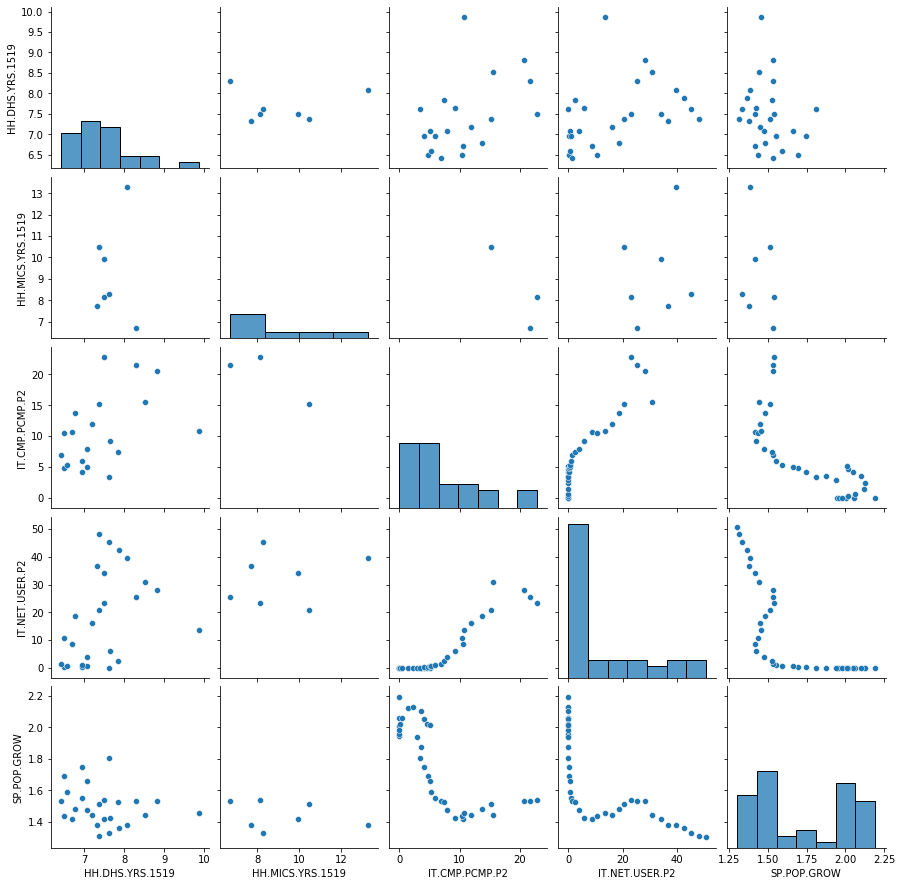 10.0
9.5
9.0
8.5
8.0
7.5
7.0
6.5
HH.DHS.YRS.1519
13
12
11
10
9
8
7
HH.MICS.YRS.1519
20
15
10
5
0
IT.CMP.PCMP.P2
50
40
30
20
10
0
IT.NET.USER.P2
2.2
2.0
1.8
1.6
1.4
SP.POP.GROW
7 8 9 10
HH.DHS.YRS.1519
8 10 12
HH.MICS.YRS.1519
0 10 20
IT.CMP.PCMP.P2
0 20 40
IT.NET.USER.P2
1.25 1.50 1.75 2.00 2.25
SP.POP.GROW